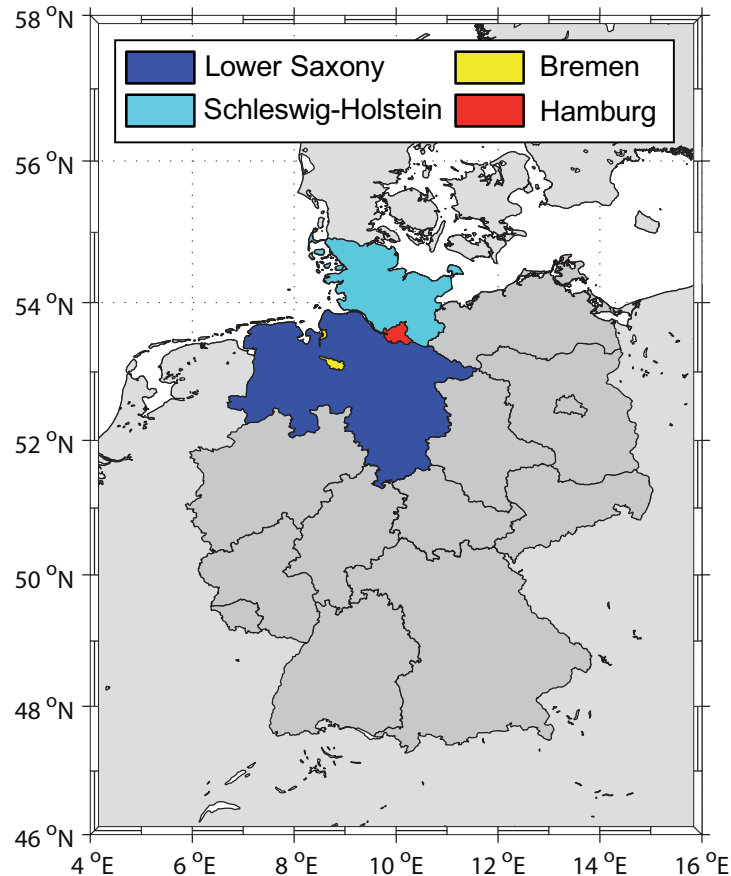 58 °N
Lower Saxony
Bremen
Schleswig-Holstein
Hamburg
56 °N
54 °N
52 °N
50 °N
48 °N
46 °N
4 °E 6 °E 8 °E 10 °E 12 °E 14 °E 16 °E